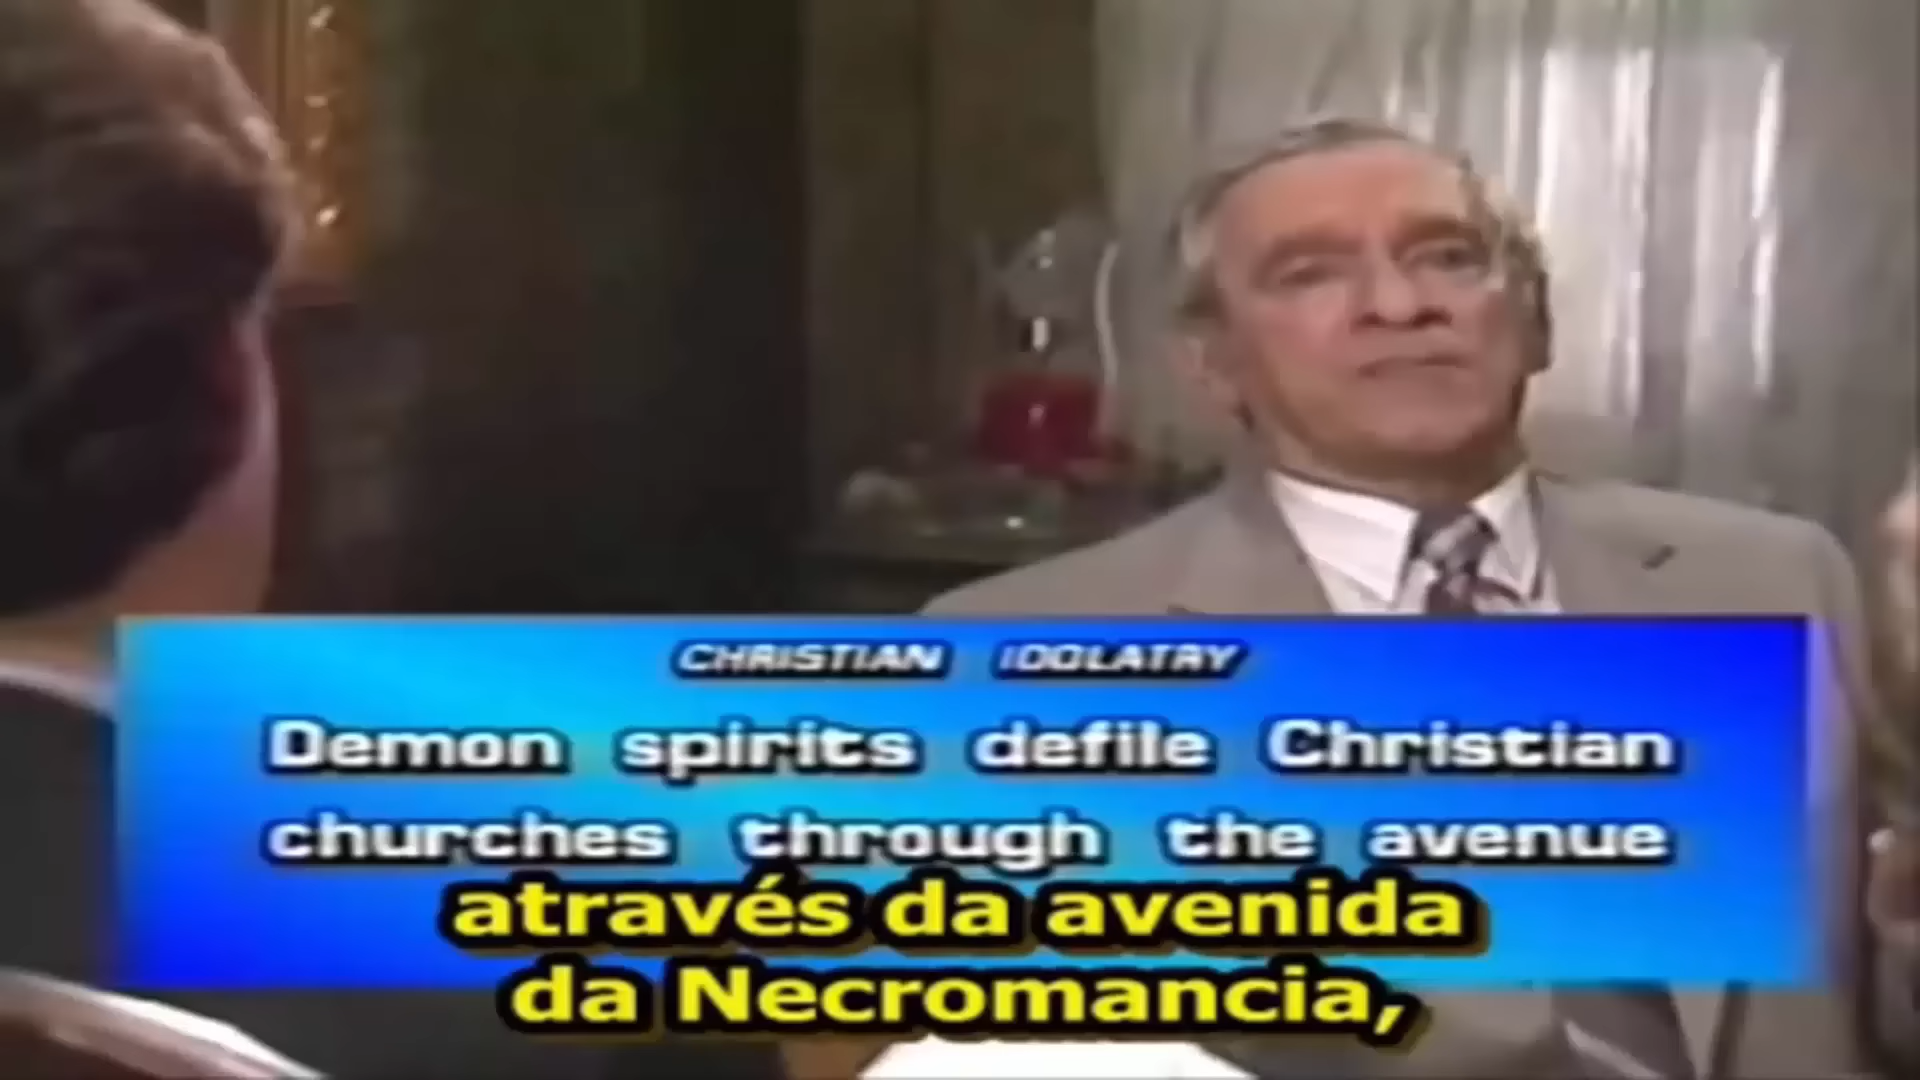 CHRISTIAN IDOLATRY
Demon spirits defile Christian
churches through the avenue
através da avenida
da Necromancia,